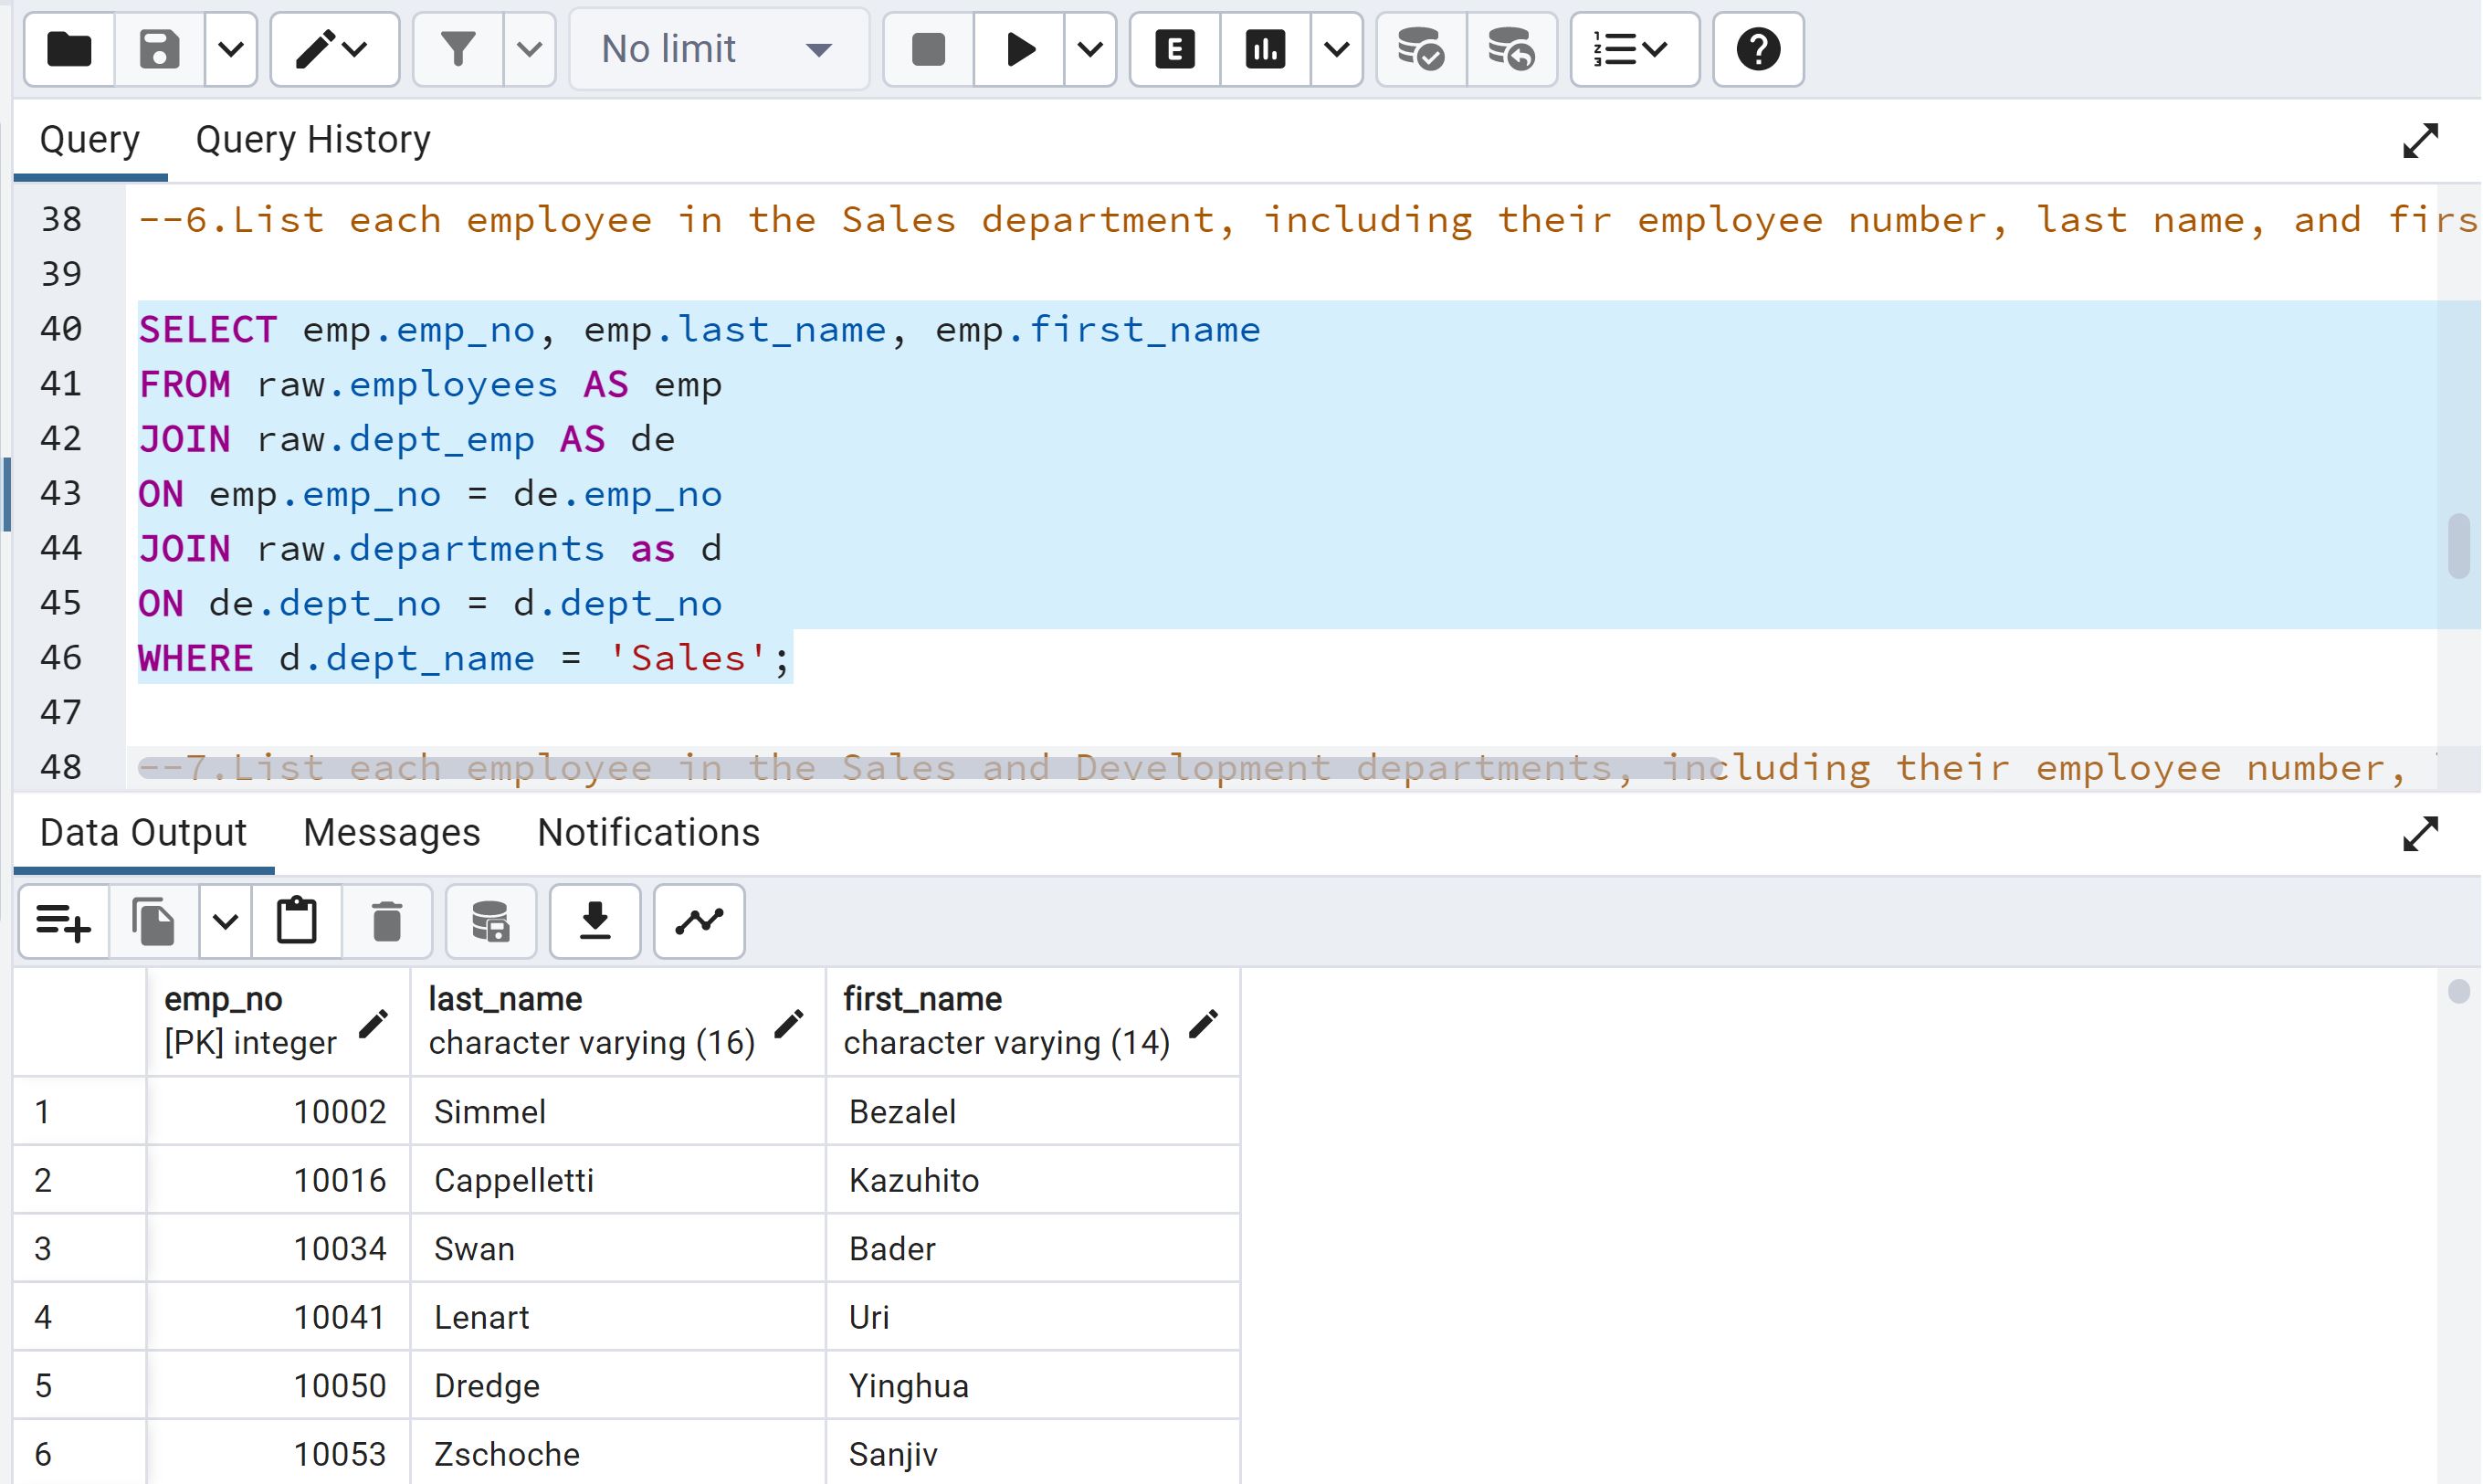 No limit
E
Query Query History
38 --6.List each employee in the Sales department, including their employee number, last name, and firs
39
40 SELECT emp.emp_no, emp.last_name, emp.first_name
41 FROM raw.employees AS emp
42 JOIN raw.dept_emp AS de
43 ON emp.emp_no = de.emp_no
44 JOIN raw.departments as d
45 ON de.dept_no = d.dept_no
46 WHERE d.dept_name = 'Sales';
47
48 --7.List each employee in the Sales and Development departments, including their employee number,
Data Output Messages Notifications
emp_no last_name first_name
[PK] integer character varying (16) character varying (14)
1 10002 Simmel Bezalel
2 10016 Cappelletti Kazuhito
3 10034 Swan Bader
4 10041 Lenart Uri
5 10050 Dredge Yinghua
6 10053 Zschoche Sanjiv